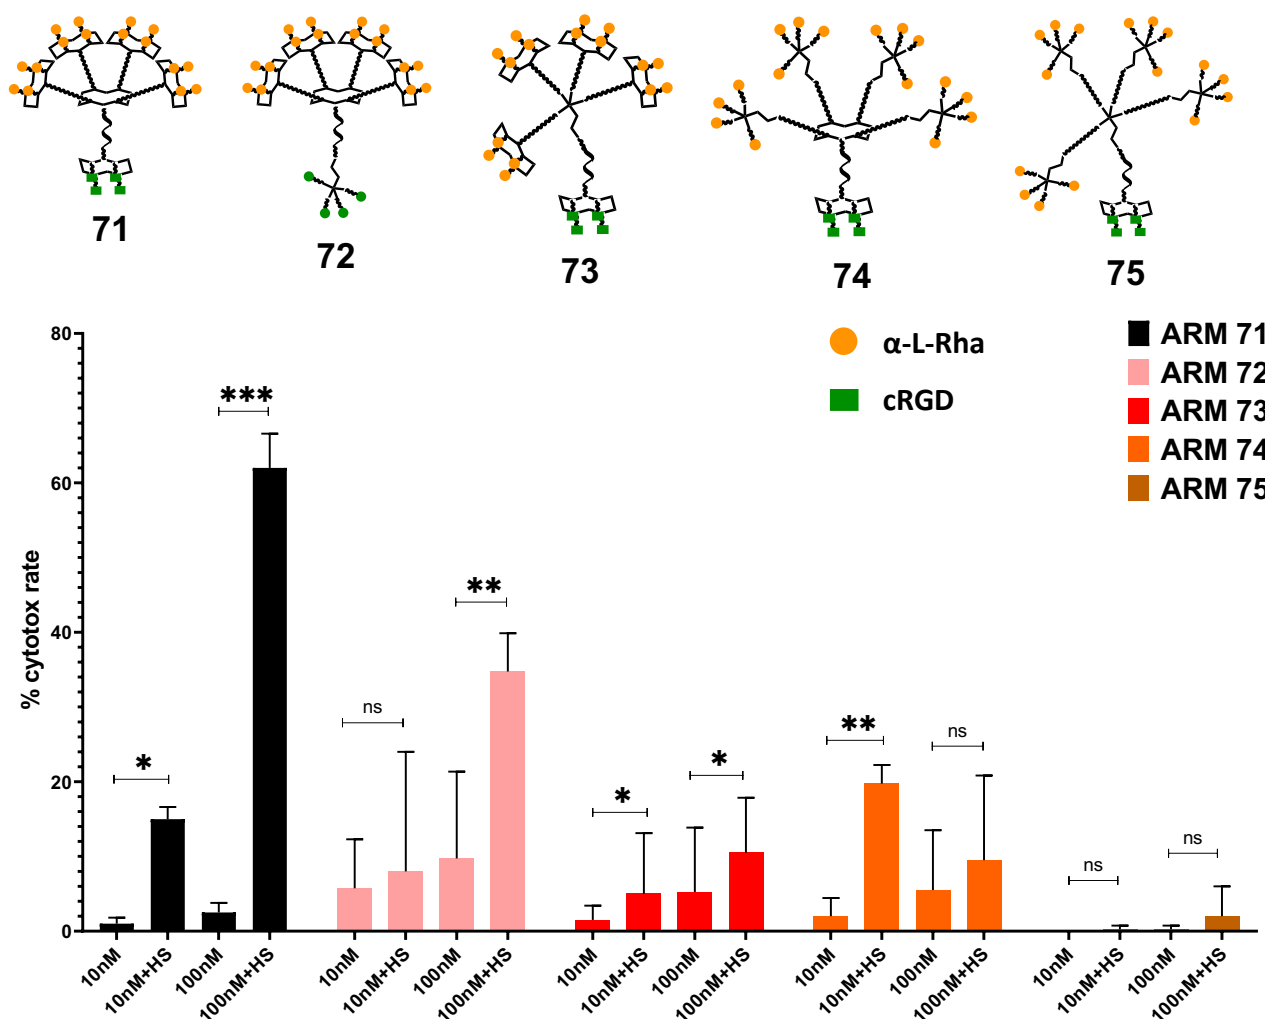 71
72
73
74
75
α-L-Rha
cRGD
ARM 71
ARM 72
ARM 73
ARM 74
ARM 75
% cytotox rate
80
60
40
20
0
*
***
ns
**
*
*
**
ns
ns
ns
10nM
10nM+HS
100nM
100nM+HS
10nM
10nM+HS
100nM
100nM+HS
10nM
10nM+HS
100nM
100nM+HS
10nM
10nM+HS
100nM
100nM+HS
10nM
10nM+HS
100nM
100nM+HS